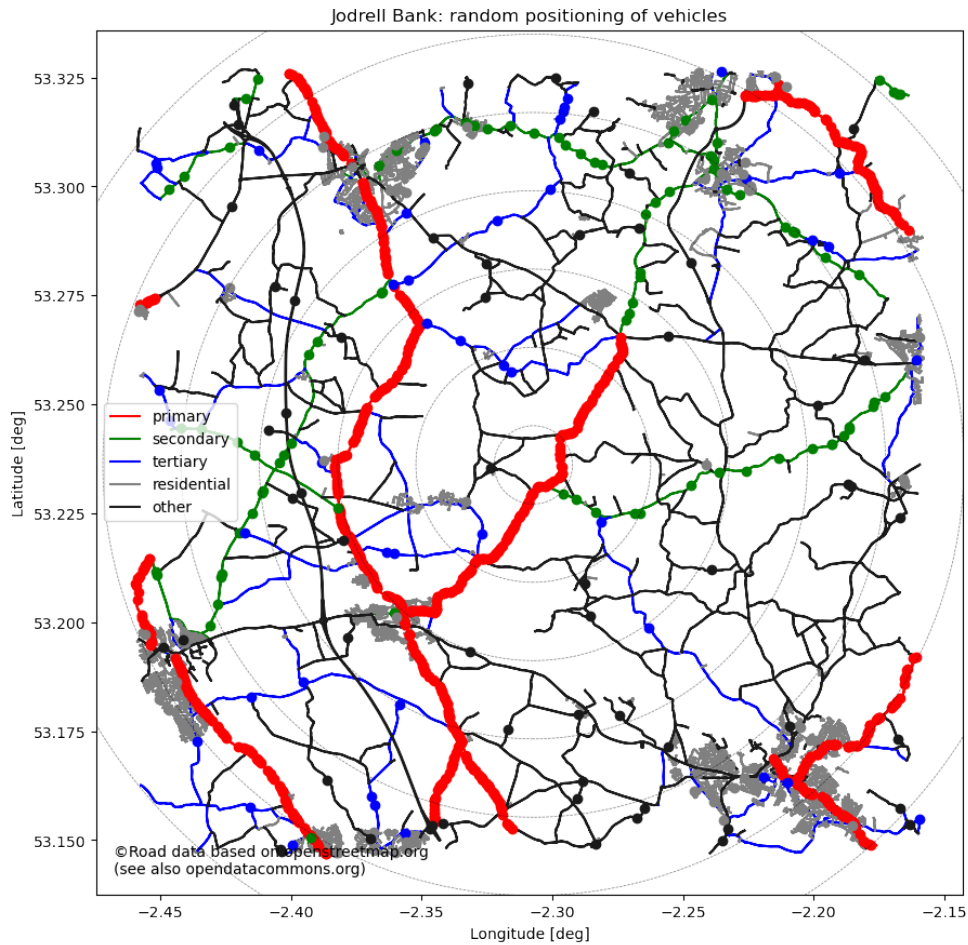 Jodrell Bank: random positioning of vehicles
53.325
53.300
53.275
53.250
53.225
53.200
53.175
53.150
Latitude [deg]
primary
secondary
tertiary
residential
other
©Road data based on openstreetmap.org
(see also opendatacommons.org)
−2.45
−2.40
−2.35
−2.30
−2.25
−2.20
−2.15
Longitude [deg]